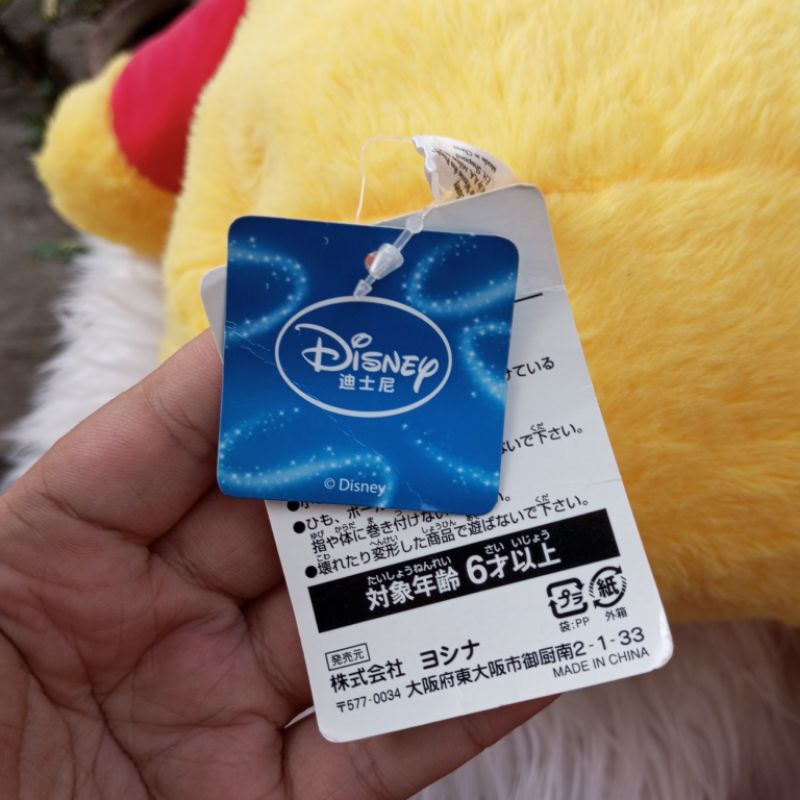 DISNEY
迪士尼
© Disney
けている
ないで下さい。
●ひも、ボール
指や体に巻き付けない
●壊れたり変形した商品で遊ばないで下さい。
対象年齢 6才以上
プラ
袋:PP
紙
外箱
発売元
株式会社 ヨシナ
〒577-0034 大阪府東大阪市御厨南2-1-33
MADE IN CHINA